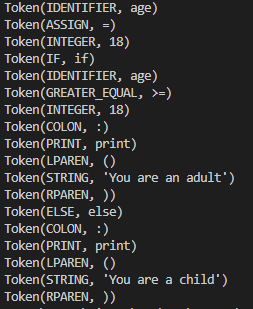 Token(IDENTIFIER, age)
Token(ASSIGN, =)
Token(INTEGER, 18)
Token(IF, if)
Token(IDENTIFIER, age)
Token(GREATER_EQUAL, >=)
Token(INTEGER, 18)
Token(COLON, :)
Token(PRINT, print)
Token(LPAREN, ()
Token(STRING, 'You are an adult')
Token(RPAREN, ))
Token(ELSE, else)
Token(COLON, :)
Token(PRINT, print)
Token(LPAREN, ()
Token(STRING, 'You are a child')
Token(RPAREN, ))